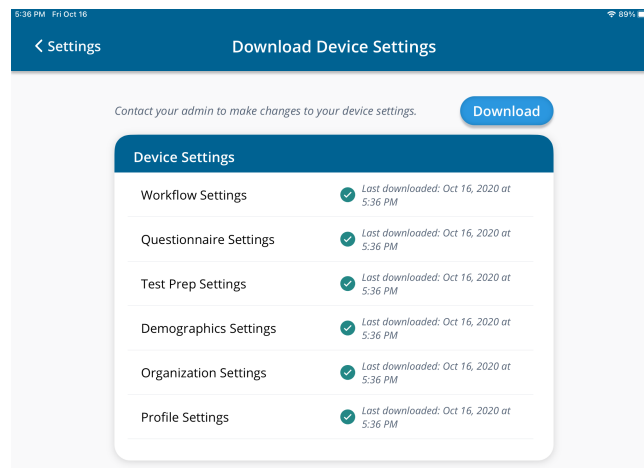 5:36 PM Fri Oct 16
89%
Settings
Download Device Settings
Contact your admin to make changes to your device settings.
Download
Device Settings
Workflow Settings
Last downloaded: Oct 16, 2020 at
5:36 PM
Questionnaire Settings
Last downloaded: Oct 16, 2020 at
5:36 PM
Test Prep Settings
Last downloaded: Oct 16, 2020 at
5:36 PM
Demographics Settings
Last downloaded: Oct 16, 2020 at
5:36 PM
Organization Settings
Last downloaded: Oct 16, 2020 at
5:36 PM
Profile Settings
Last downloaded: Oct 16, 2020 at
5:36 PM